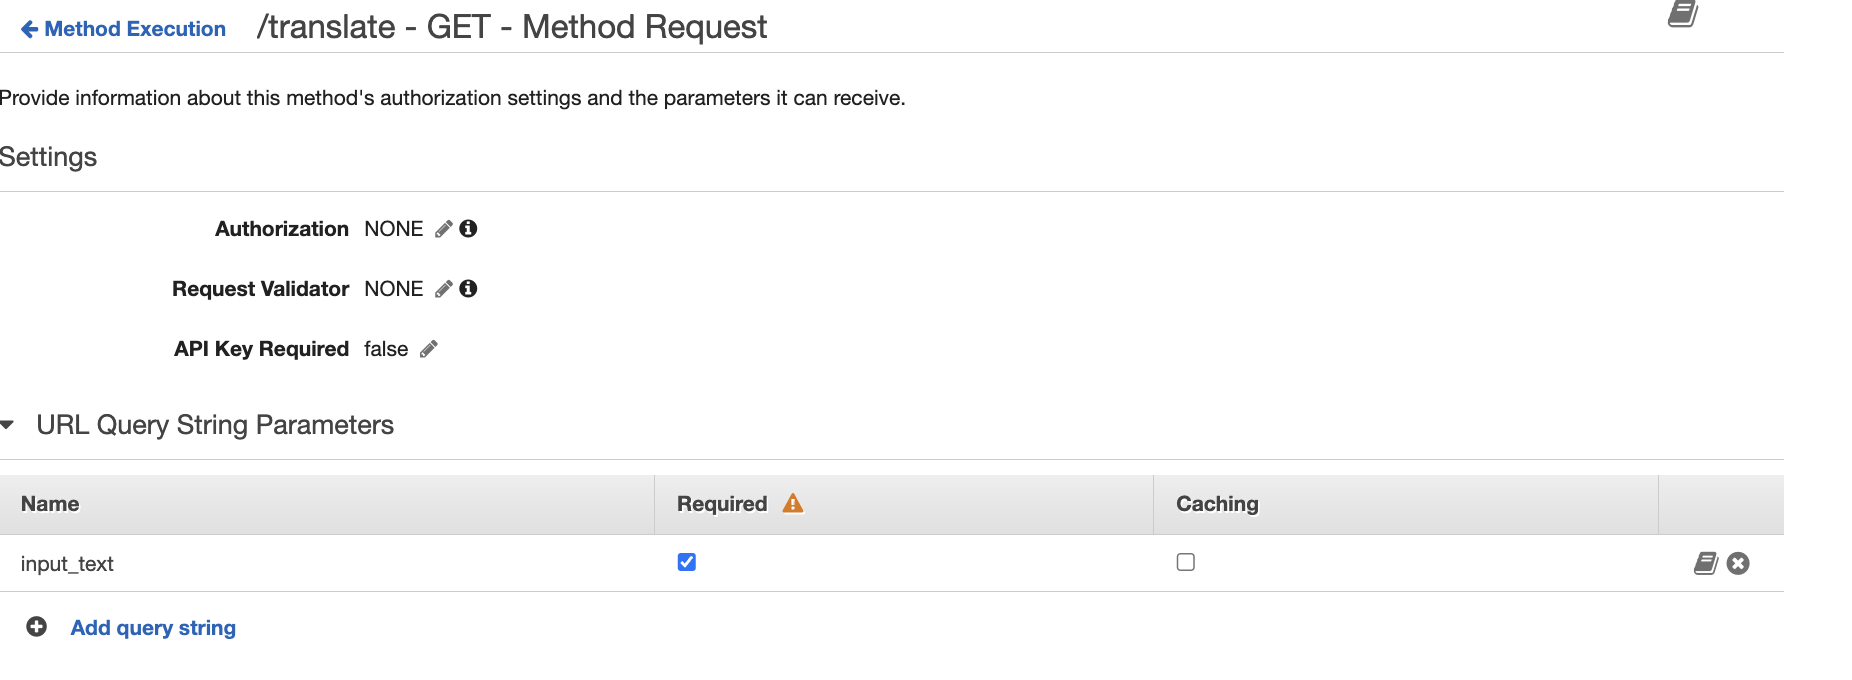 Method Execution /translate - GET - Method Request
Provide information about this method's authorization settings and the parameters it can receive.
Settings
Authorization NONE
Request Validator NONE
API Key Required false
URL Query String Parameters
Name Required Caching
input_text
Add query string